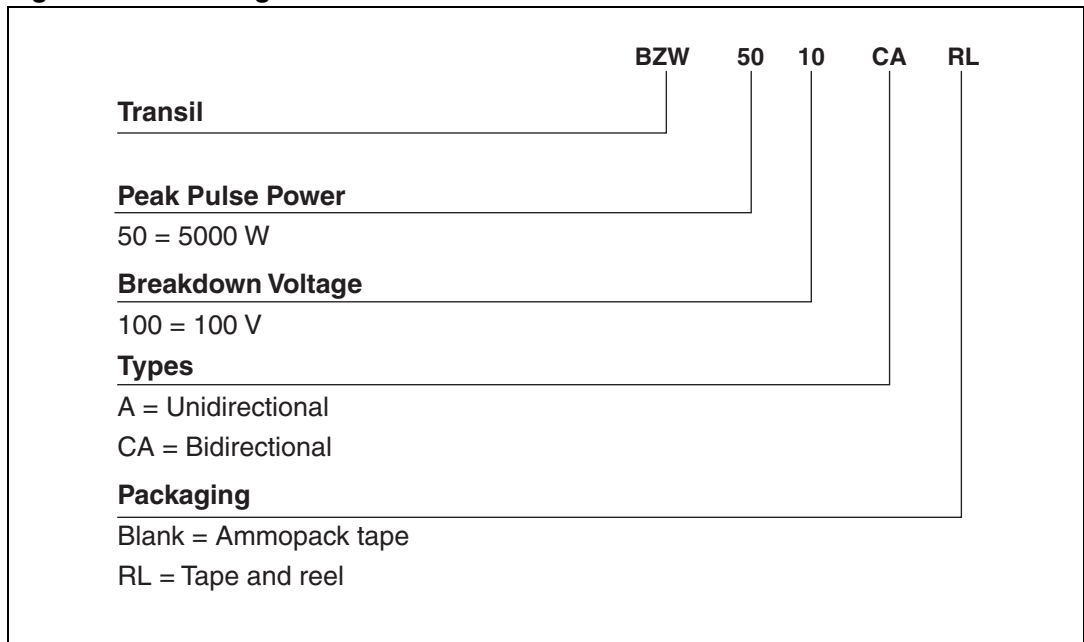 BZW 50 10 CA RL
Transil
Peak Pulse Power
50 = 5000 W
Breakdown Voltage
100 = 100 V
Types
A = Unidirectional
CA = Bidirectional
Packaging
Blank = Ammopack tape
RL = Tape and reel